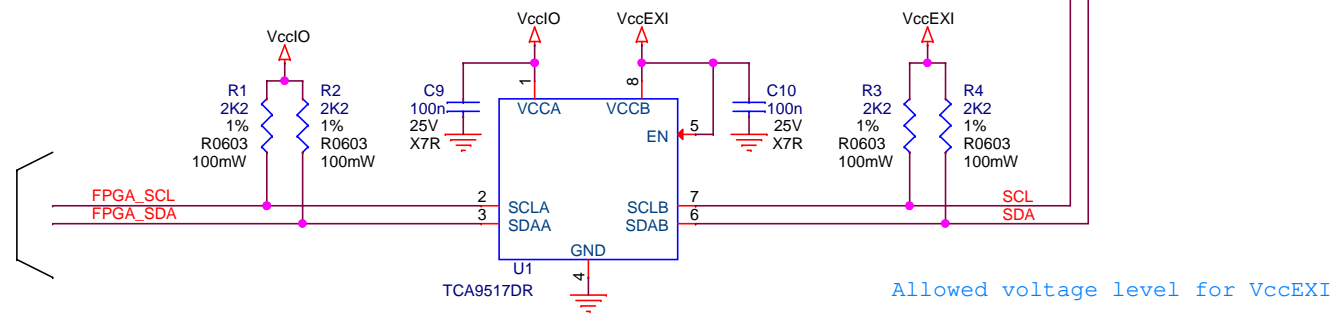 VccIO
VccIO
VccEXI
VccEXI
R1
2K2
1%
R0603
100mW
R2
2K2
1%
R0603
100mW
C9
100n
25V
X7R
1
8
VCCA
VCCB
5
EN
C10
100n
25V
X7R
R3
2K2
1%
R0603
100mW
R4
2K2
1%
R0603
100mW
FPGA_SCL
FPGA_SDA
2
3
SCLA
SDAA
SCLB
SDAB
7
6
SCL
SDA
GND
4
U1
TCA9517DR
Allowed voltage level for VccEXI